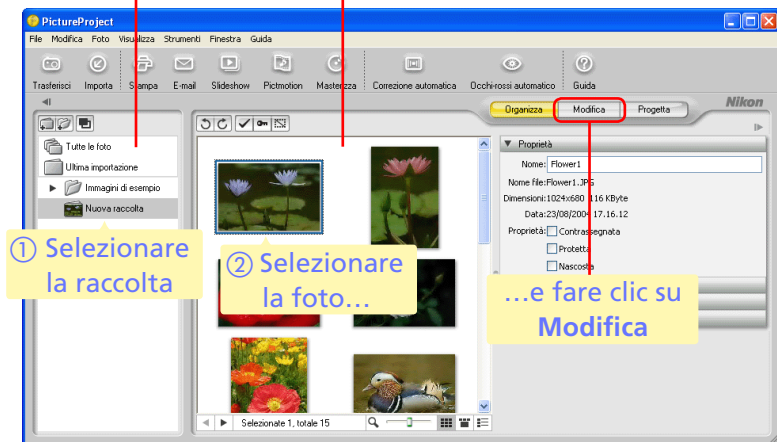 PictureProject
File Modifica Foto Visualizza Strumenti Finestra Guida
Trasferisci Importa Stampa E-mail Slideshow Pictmotion Masterizza Correzione automatica Occhi-rossi automatico Guida
Organizza Modifica Progetta Nikon
Tutte le foto
Ultima importazione
Immagini di esempio
Nuova raccolta
① Selezionare
la raccolta
② Selezionare
la foto...
Proprietà
Nome: Flower1
Nome file:Flower1.JPG
Dimensioni:1024x680 116 KByte
Data:23/08/2004 17.16.12
Proprietà: Contrassegnata
Protetta
Nascosta
...e fare clic su
Modifica
Selezionate 1, totale 15